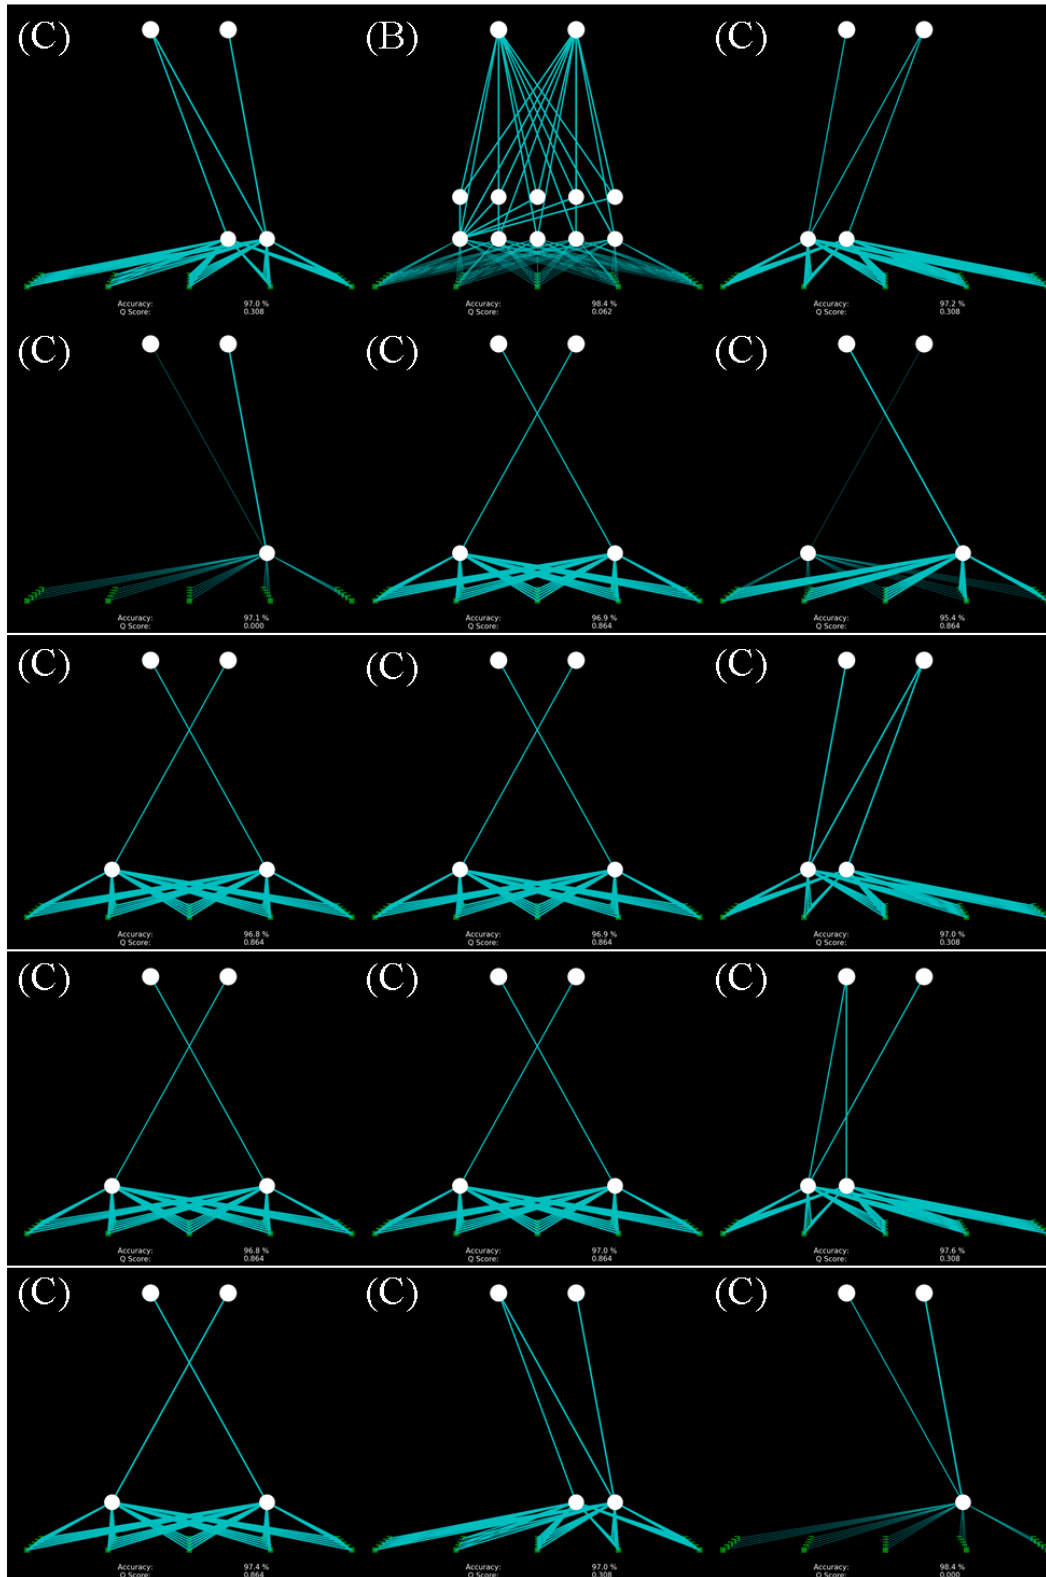 (C) (B) (C)
Accuracy: 97.0 % Accuracy: 98.4 % Accuracy: 97.2 %
Q Score: 0.308 Q Score: 0.062 Q Score: 0.308
(C) (C) (C)
Accuracy: 97.1 % Accuracy: 96.9 % Accuracy: 95.4 %
Q Score: 0.000 Q Score: 0.864 Q Score: 0.864
(C) (C) (C)
Accuracy: 96.8 % Accuracy: 96.9 % Accuracy: 97.0 %
Q Score: 0.864 Q Score: 0.864 Q Score: 0.308
(C) (C) (C)
Accuracy: 96.8 % Accuracy: 97.0 % Accuracy: 97.6 %
Q Score: 0.864 Q Score: 0.864 Q Score: 0.308
(C) (C) (C)
Accuracy: 97.4 % Accuracy: 97.0 % Accuracy: 98.4 %
Q Score: 0.864 Q Score: 0.308 Q Score: 0.000